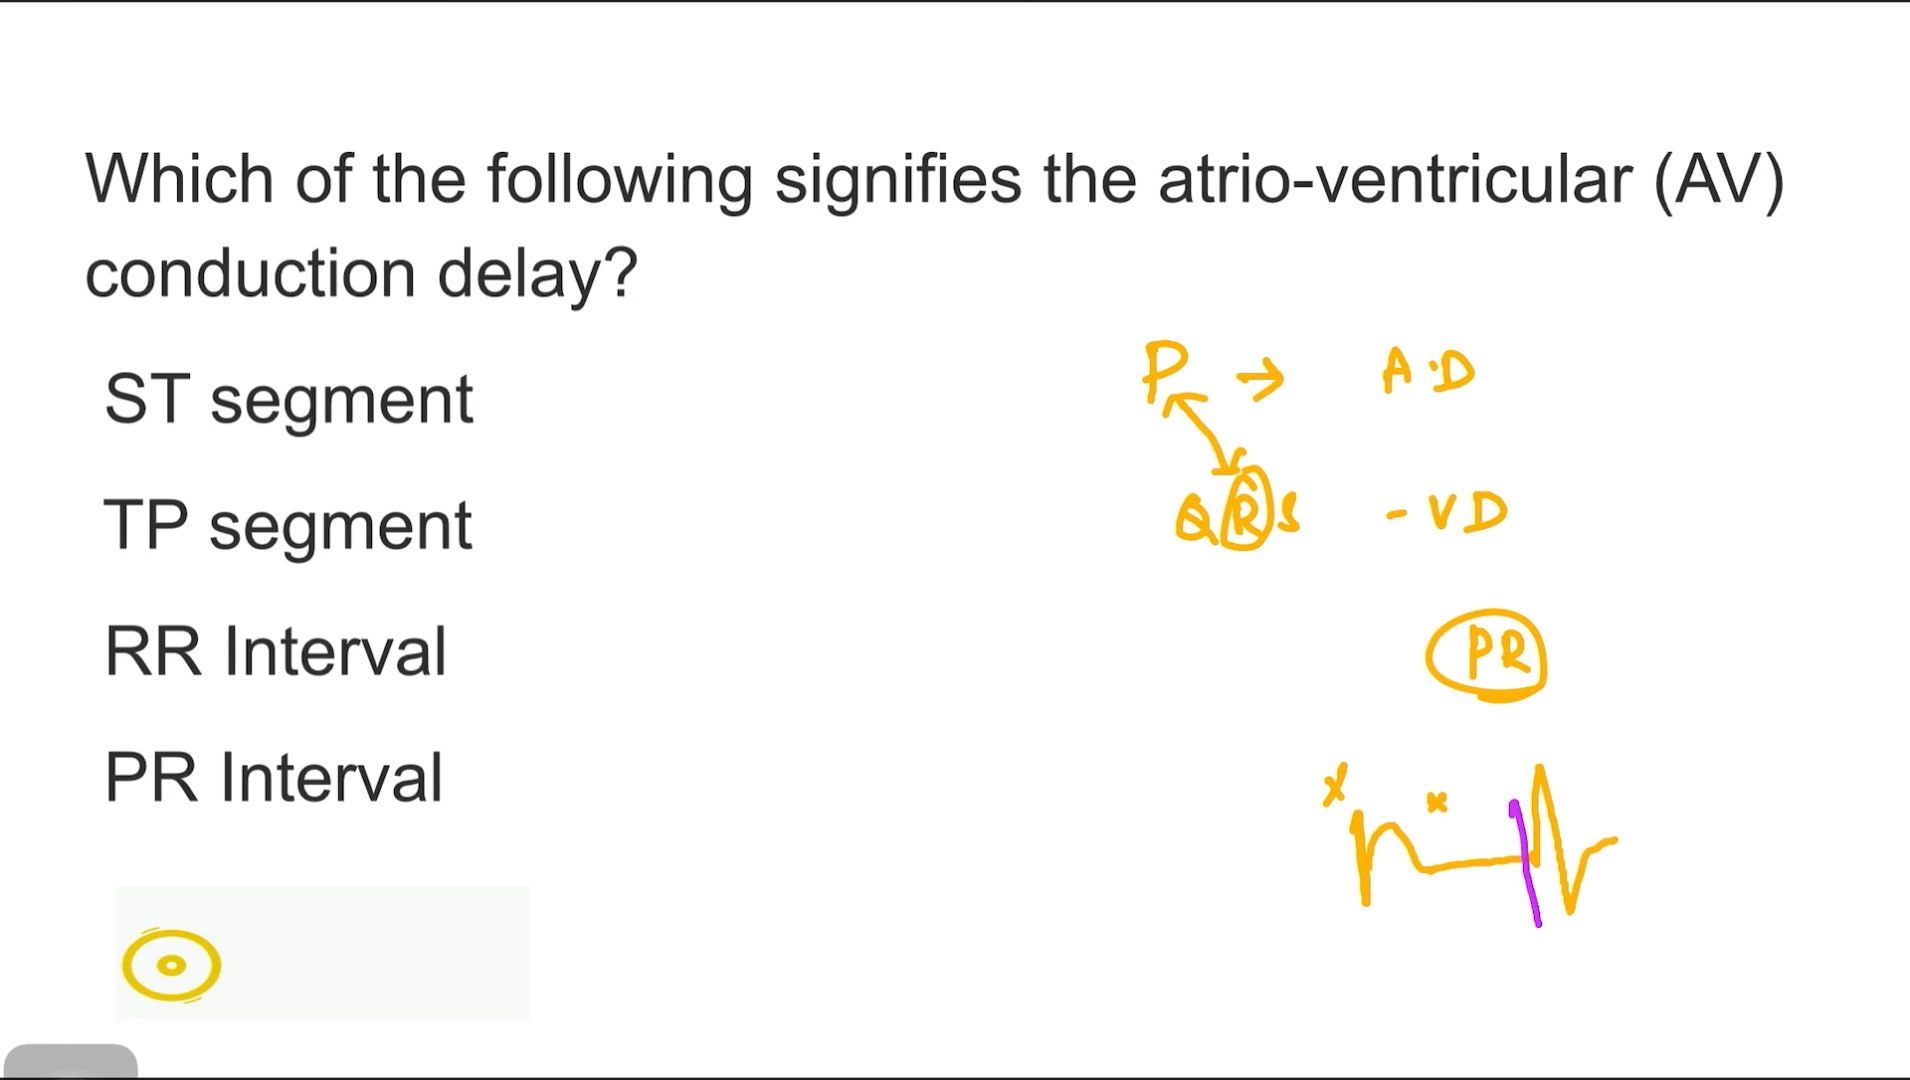 Which of the following signifies the atrio-ventricular (AV)
conduction delay?
ST segment
TP segment
RR Interval
PR Interval
P → A.D
QRS - VD
PR
x x